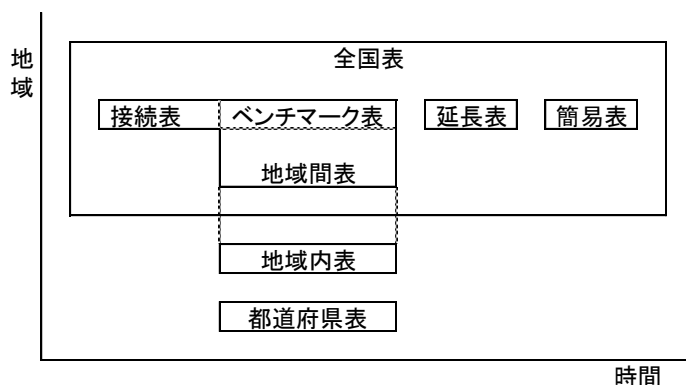 地域
全国表
接続表 ベンチマーク表 延長表 簡易表
地域間表
地域内表
都道府県表
時間